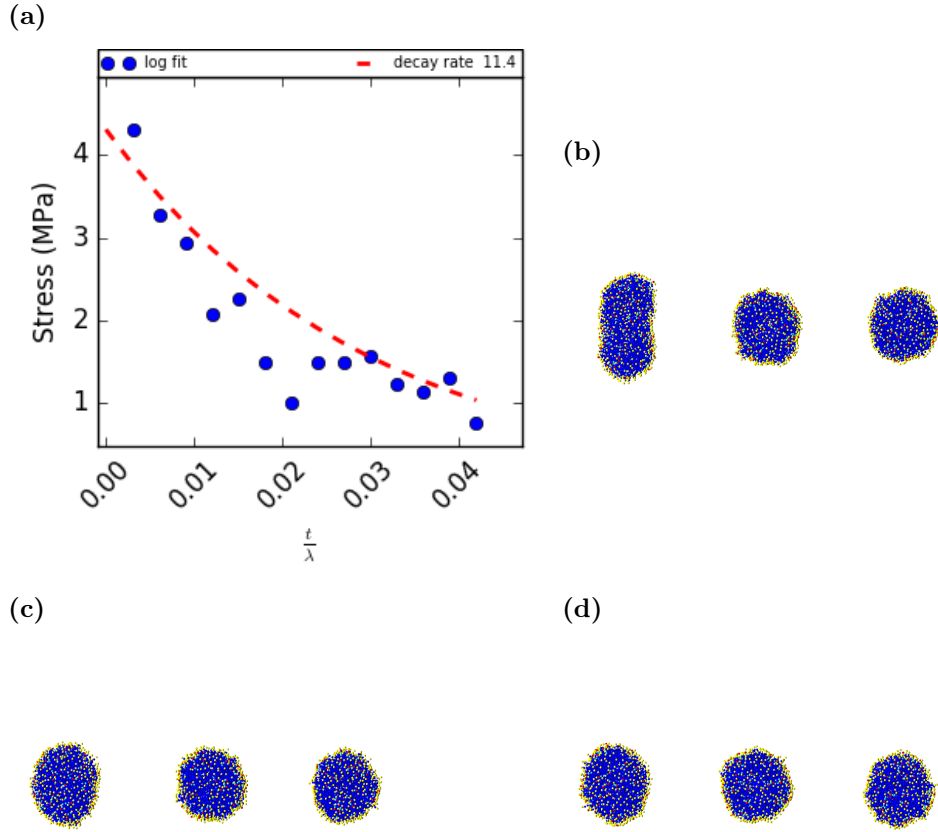 (a)
log fit decay rate 11.4
4
3
2
1
Stress (MPa)
0.00 0.01 0.02 0.03 0.04
t/λ
(b)
(c)
(d)